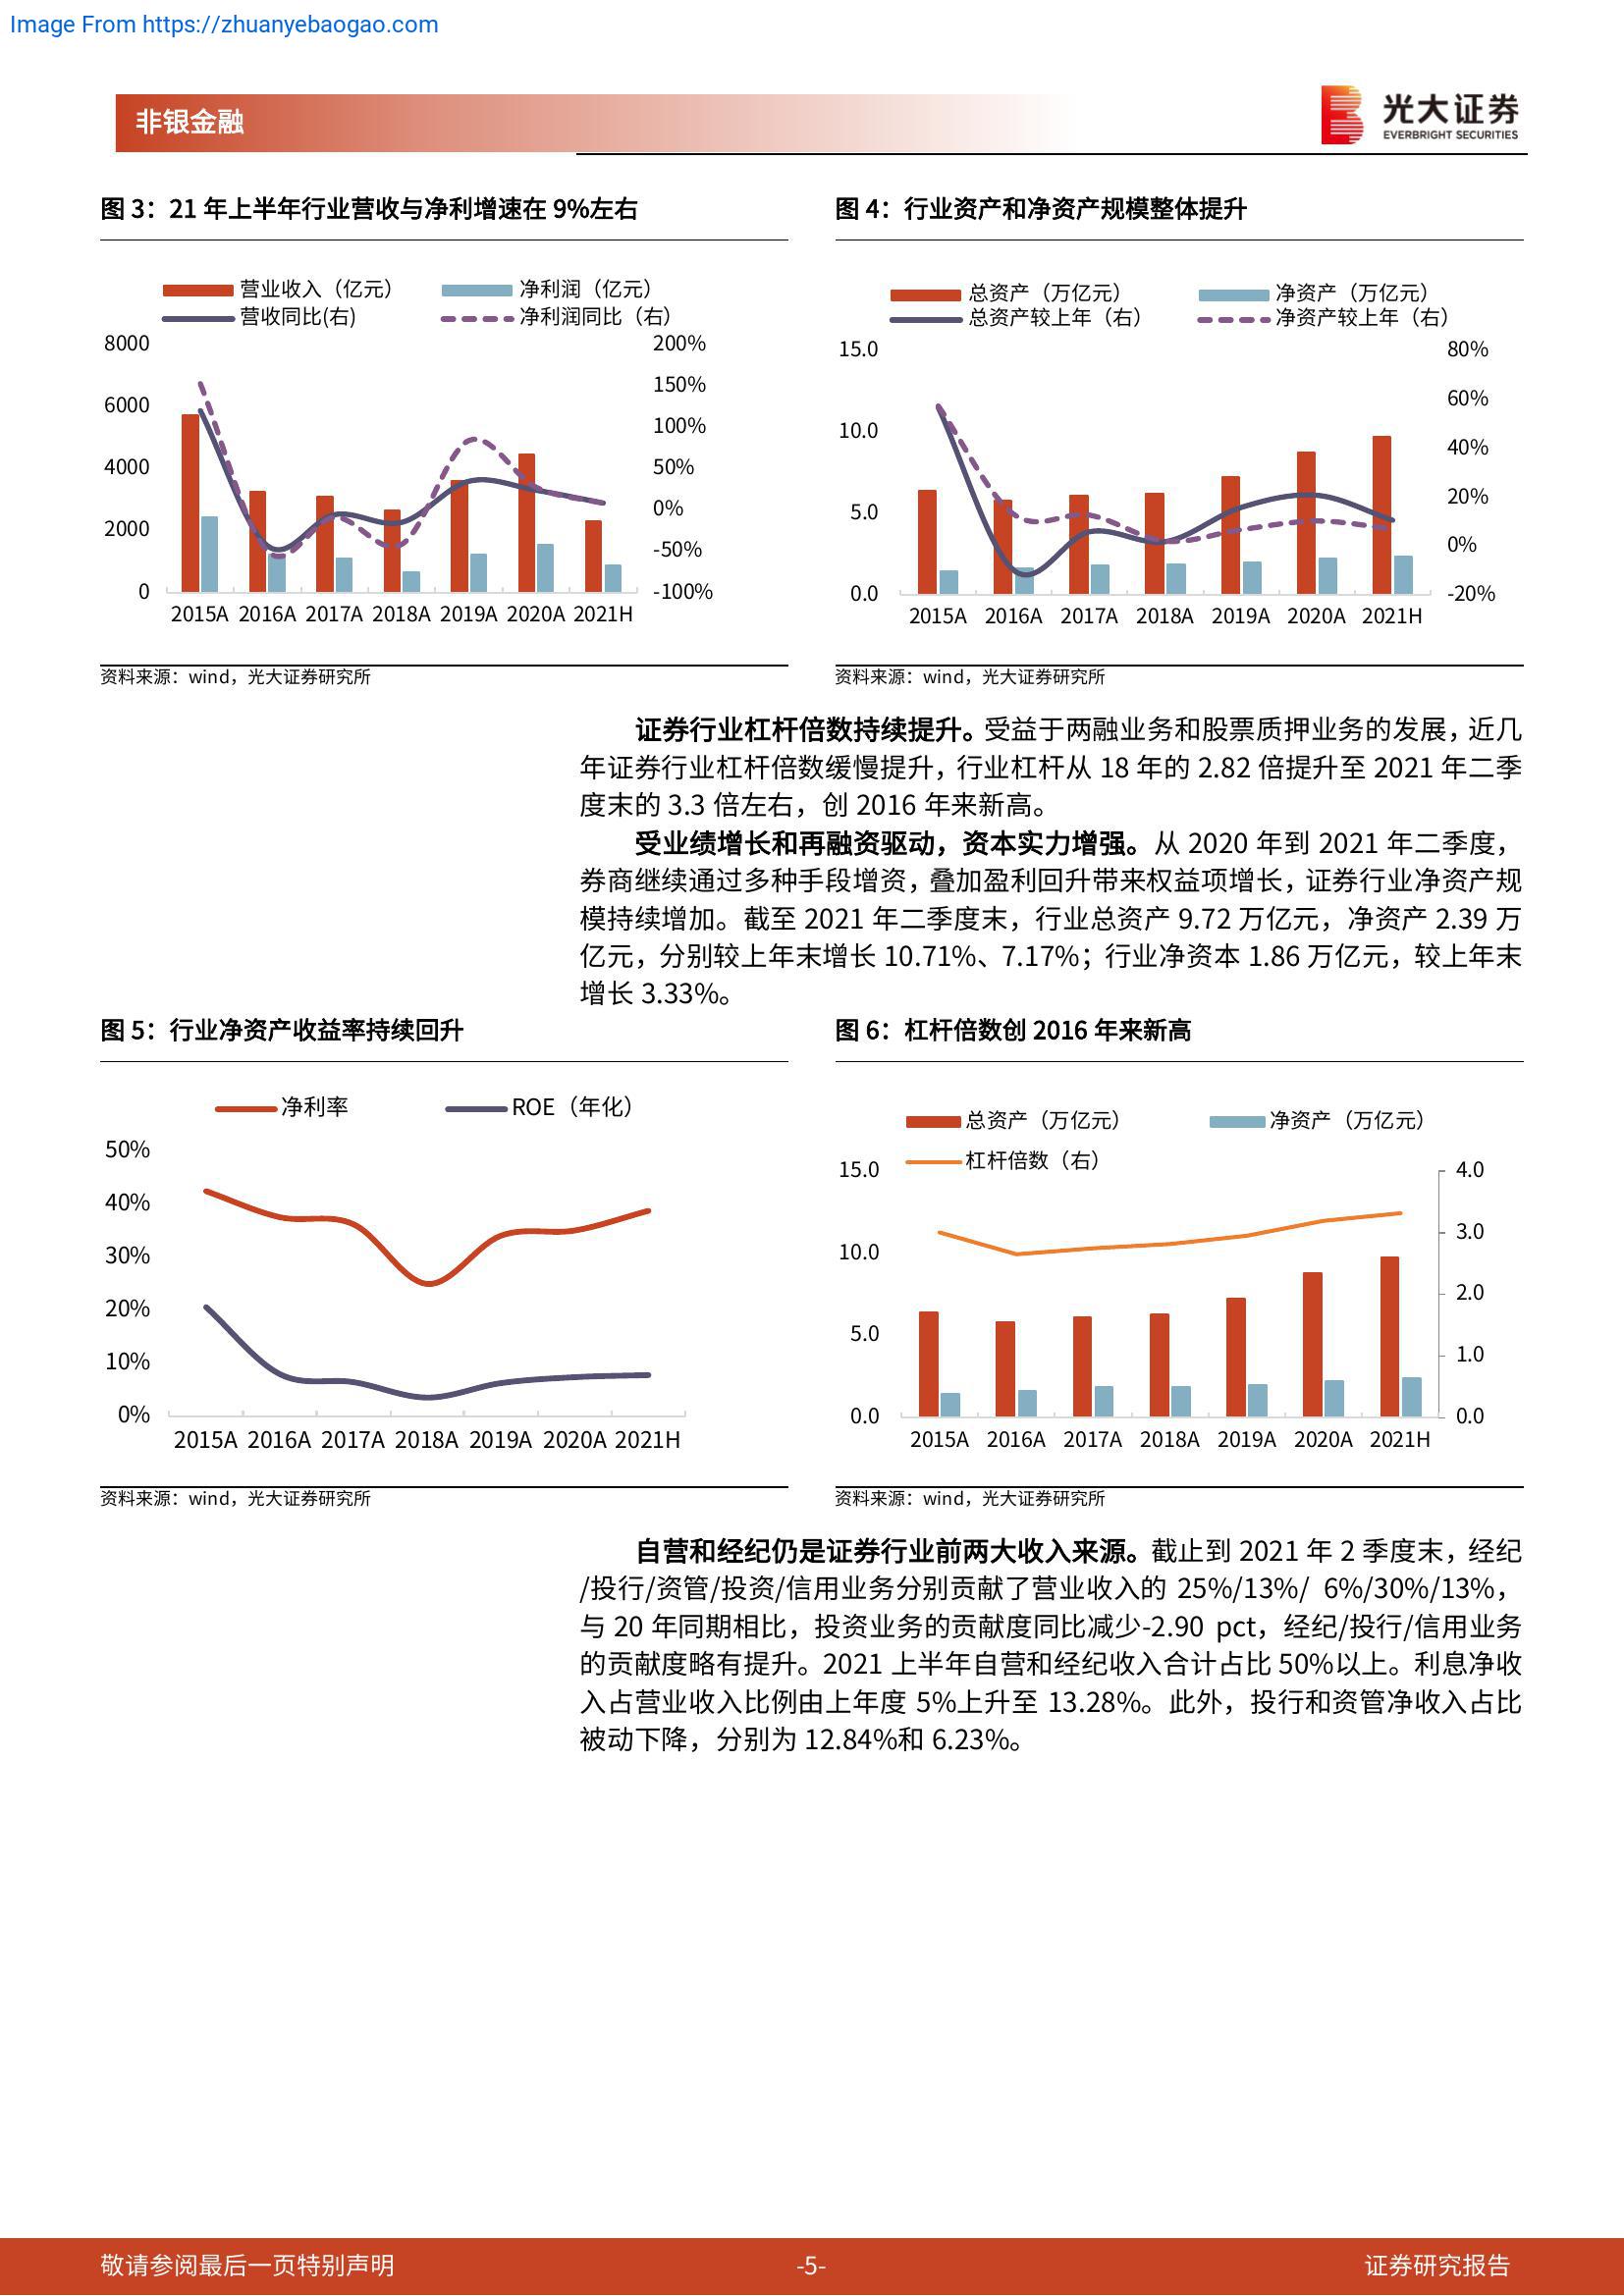 Image From https://zhuanyebaogao.com
非银金融
光大证券
EVERBRIGHT SECURITIES
图 3：21 年上半年行业营收与净利增速在 9%左右
营业收入（亿元） 净利润（亿元）
营收同比(右) 净利润同比（右）
8000 200%
150%
6000
100%
4000 50%
0%
2000
-50%
0 -100%
2015A 2016A 2017A 2018A 2019A 2020A 2021H
资料来源：wind，光大证券研究所
图 4：行业资产和净资产规模整体提升
总资产（万亿元） 净资产（万亿元）
总资产较上年（右） 净资产较上年（右）
15.0 80%
60%
10.0
40%
5.0 20%
0%
0.0 -20%
2015A 2016A 2017A 2018A 2019A 2020A 2021H
资料来源：wind，光大证券研究所
证券行业杠杆倍数持续提升。受益于两融业务和股票质押业务的发展，近几
年证券行业杠杆倍数缓慢提升，行业杠杆从 18 年的 2.82 倍提升至 2021 年二季
度末的 3.3 倍左右，创 2016 年来新高。
受业绩增长和再融资驱动，资本实力增强。从 2020 年到 2021 年二季度，
券商继续通过多种手段增资，叠加盈利回升带来权益项增长，证券行业净资产规
模持续增加。截至 2021 年二季度末，行业总资产 9.72 万亿元，净资产 2.39 万
亿元，分别较上年末增长 10.71%、7.17%；行业净资本 1.86 万亿元，较上年末
增长 3.33%。
图 5：行业净资产收益率持续回升
净利率 ROE（年化）
50%
40%
30%
20%
10%
0%
2015A 2016A 2017A 2018A 2019A 2020A 2021H
资料来源：wind，光大证券研究所
图 6：杠杆倍数创 2016 年来新高
总资产（万亿元） 净资产（万亿元）
杠杆倍数（右）
15.0 4.0
3.0
10.0
2.0
5.0
1.0
0.0 0.0
2015A 2016A 2017A 2018A 2019A 2020A 2021H
资料来源：wind，光大证券研究所
自营和经纪仍是证券行业前两大收入来源。截止到 2021 年 2 季度末，经纪
/投行/资管/投资/信用业务分别贡献了营业收入的 25%/13%/ 6%/30%/13%，
与 20 年同期相比，投资业务的贡献度同比减少-2.90 pct，经纪/投行/信用业务
的贡献度略有提升。2021 上半年自营和经纪收入合计占比 50%以上。利息净收
入占营业收入比例由上年度 5%上升至 13.28%。此外，投行和资管净收入占比
被动下降，分别为 12.84%和 6.23%。
敬请参阅最后一页特别声明 -5- 证券研究报告